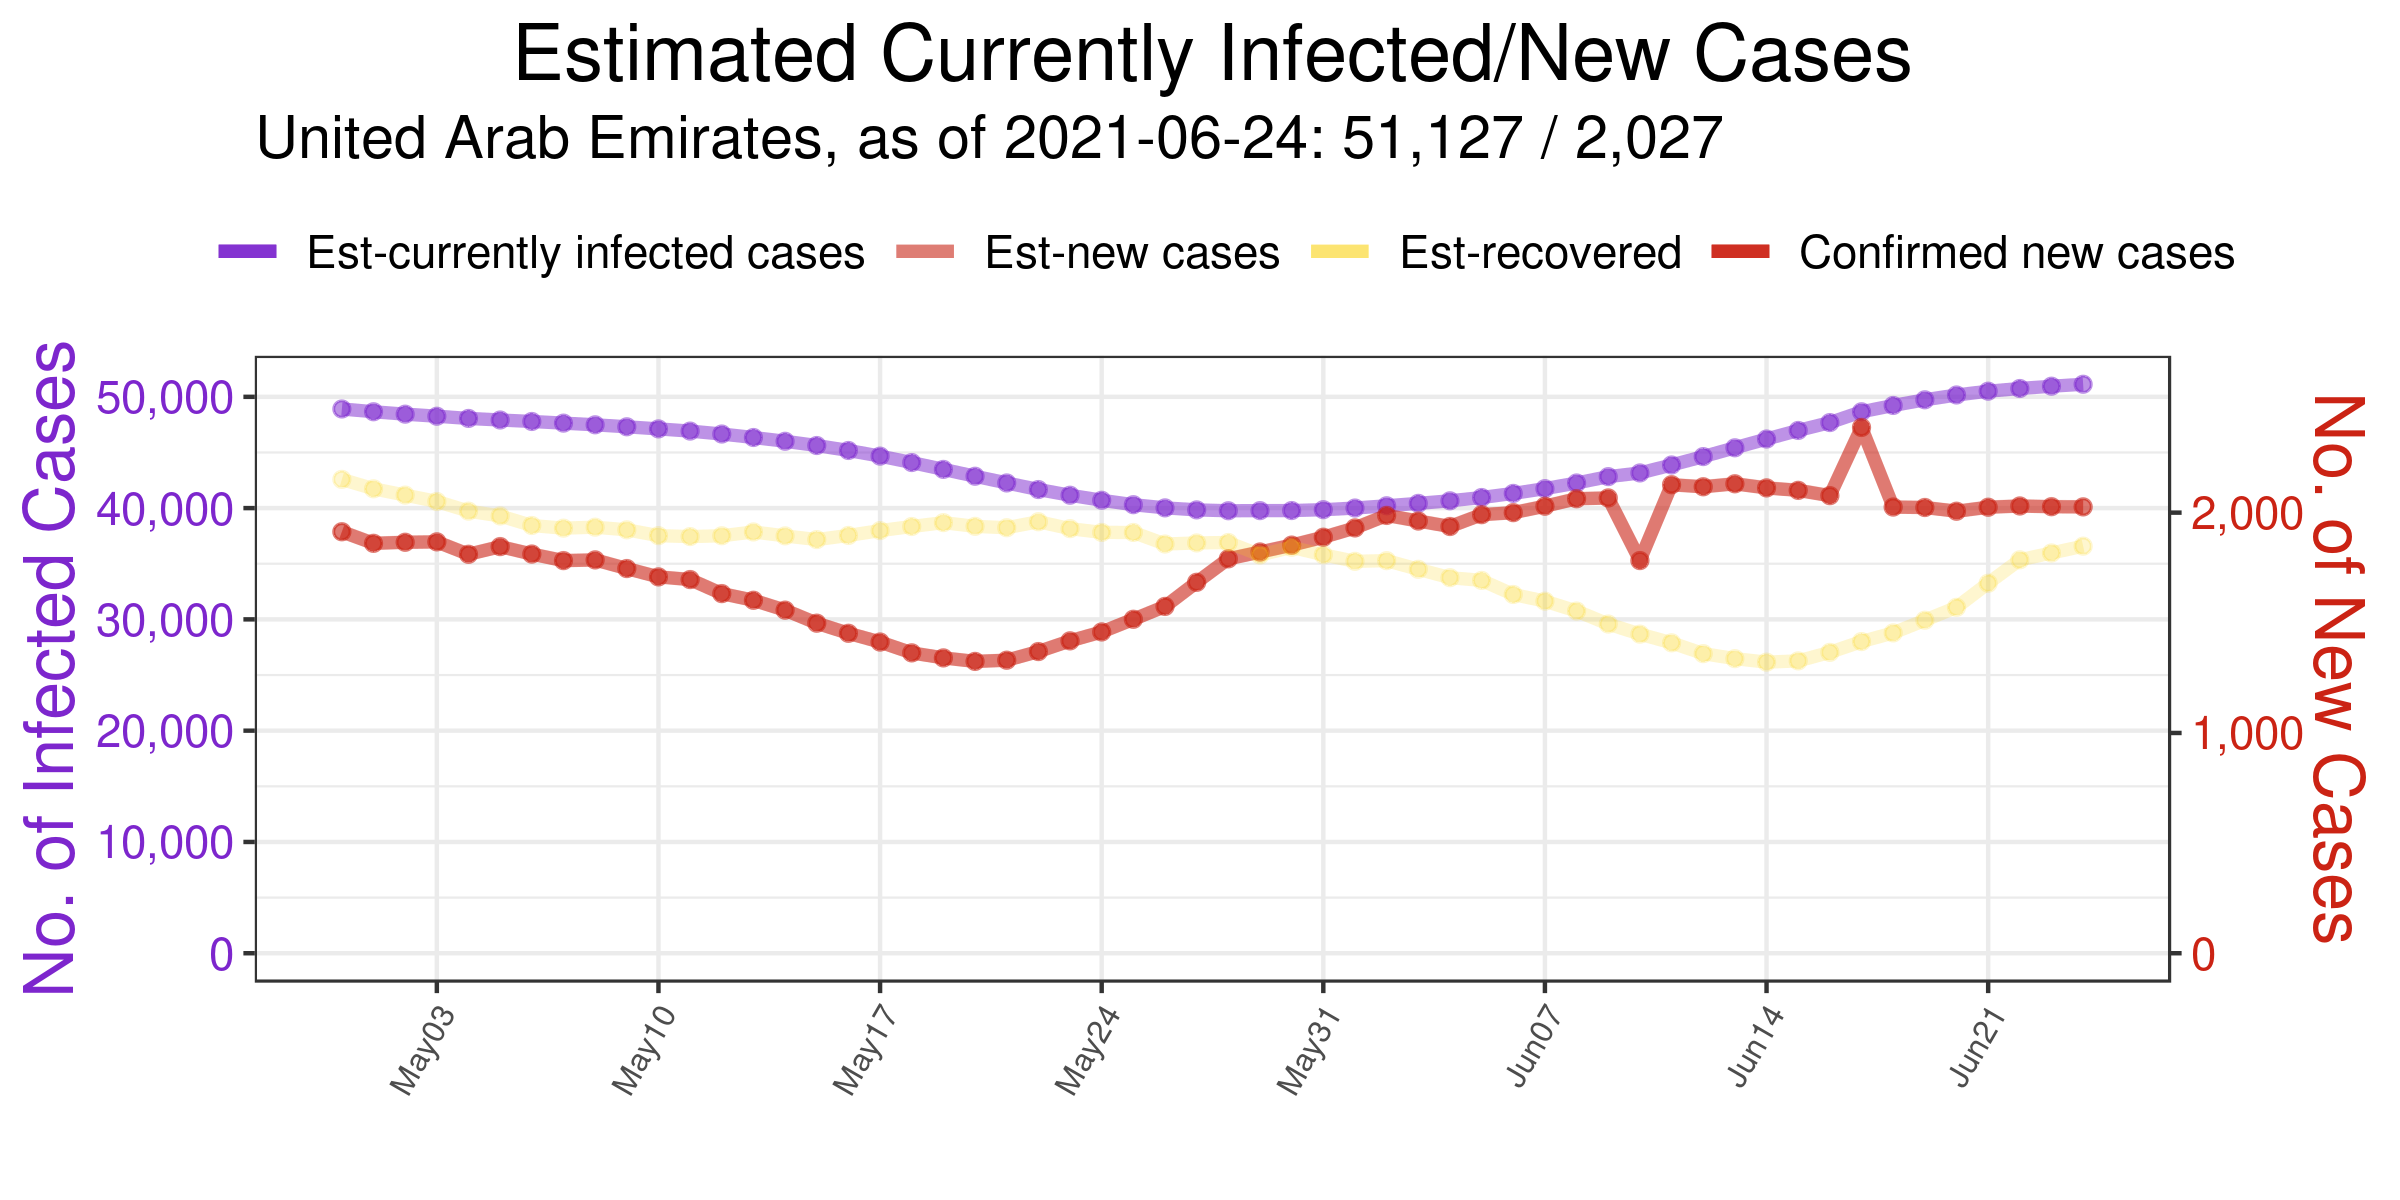 Estimated Currently Infected/New Cases
United Arab Emirates, as of 2021-06-24: 51,127 / 2,027
Est-currently infected cases Est-new cases Est-recovered Confirmed new cases
No. of Infected Cases
50,000
40,000
30,000
20,000
10,000
0
2,000
1,000
0
No. of New Cases
May03 May10 May17 May24 May31 Jun07 Jun14 Jun21